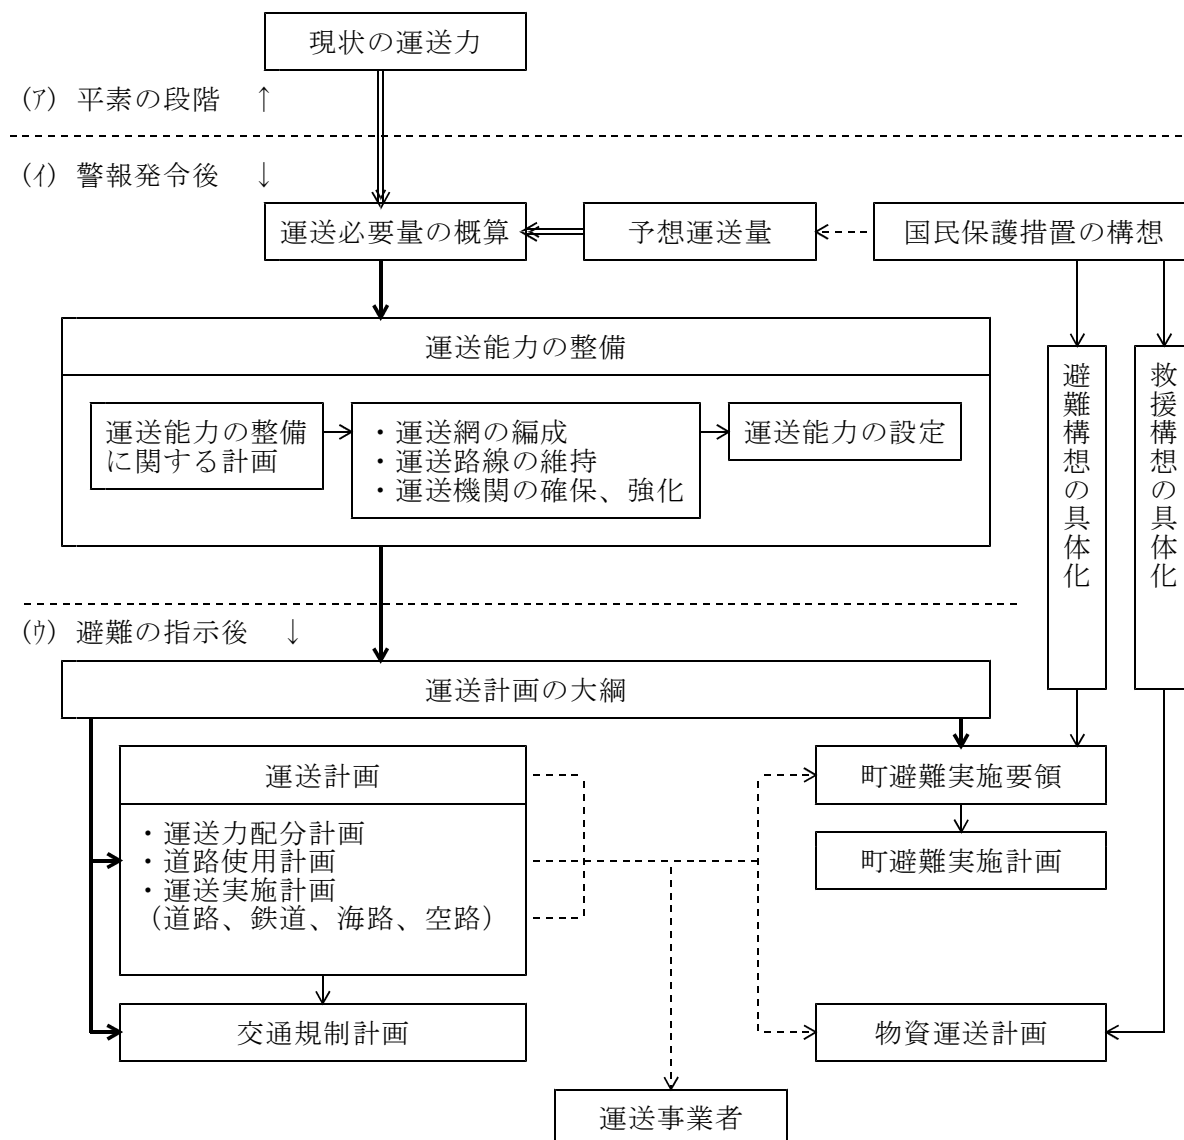 現状の運送力
(ア) 平素の段階 ↑
(イ) 警報発令後 ↓
運送必要量の概算
予想運送量
国民保護措置の構想
運送能力の整備
運送能力の整備
に関する計画
・運送網の編成
・運送路線の維持
・運送機関の確保、強化
運送能力の設定
避難構想の具体化
救援構想の具体化
(ウ) 避難の指示後 ↓
運送計画の大綱
運送計画
・運送力配分計画
・道路使用計画
・運送実施計画
(道路、鉄道、海路、空路)
町避難実施要領
町避難実施計画
交通規制計画
物資運送計画
運送事業者